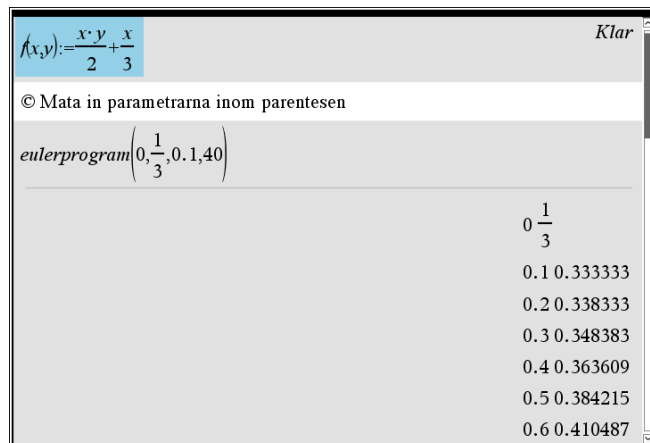 f(x,y):=x·y/2+x/3 Klar
© Mata in parametrarna inom parentesen
eulerprogram(0,1/3,0.1,40)
0 1/3
0.1 0.333333
0.2 0.338333
0.3 0.348383
0.4 0.363609
0.5 0.384215
0.6 0.410487